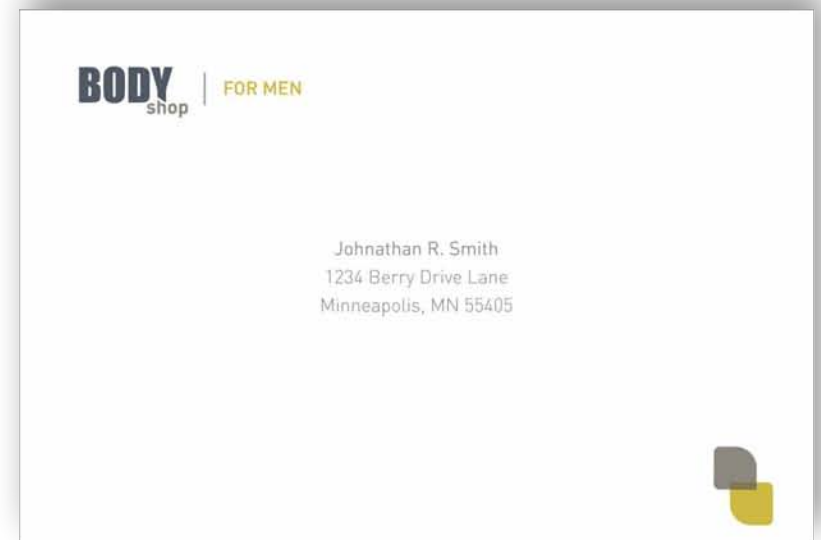 BODY
shop
FOR MEN
Johnathan R. Smith
1234 Berry Drive Lane
Minneapolis, MN 55405